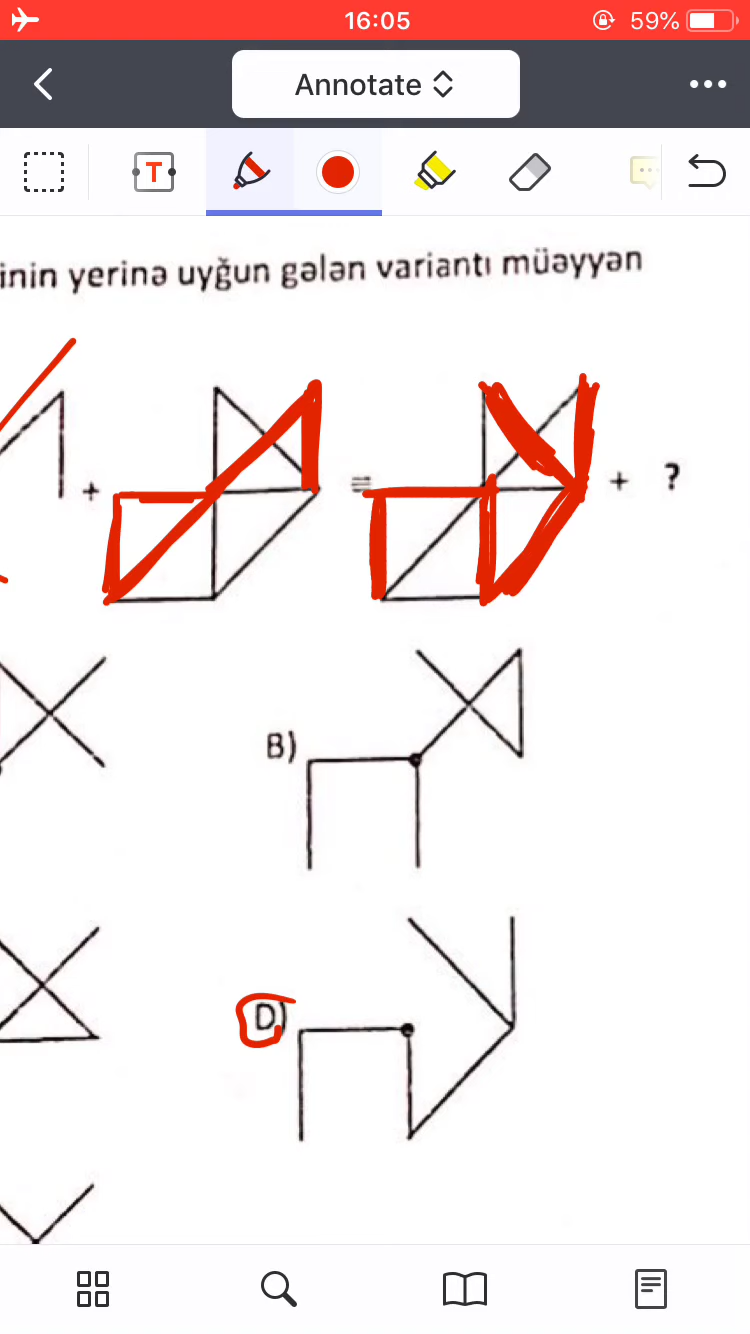 16:05
59%
Annotate
T
inin yerinə uyğun gələn variantı müəyyən
+ ≡ + ?
B)
D)